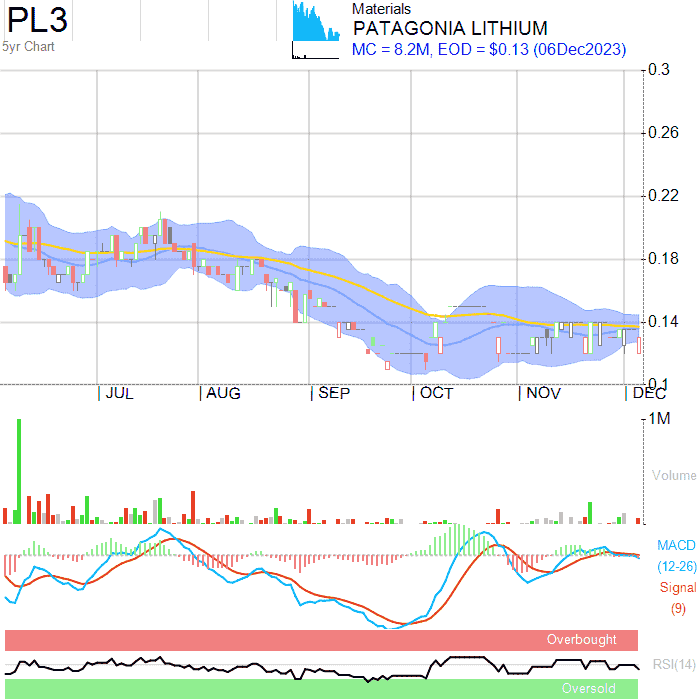 PL3
5yr Chart
Materials
PATAGONIA LITHIUM
MC = 8.2M, EOD = $0.13 (06Dec2023)
0.3
0.26
0.22
0.18
0.14
0.1
JUL AUG SEP OCT NOV DEC
1M
Volume
MACD
(12-26)
Signal
(9)
Overbought
RSI(14)
Oversold